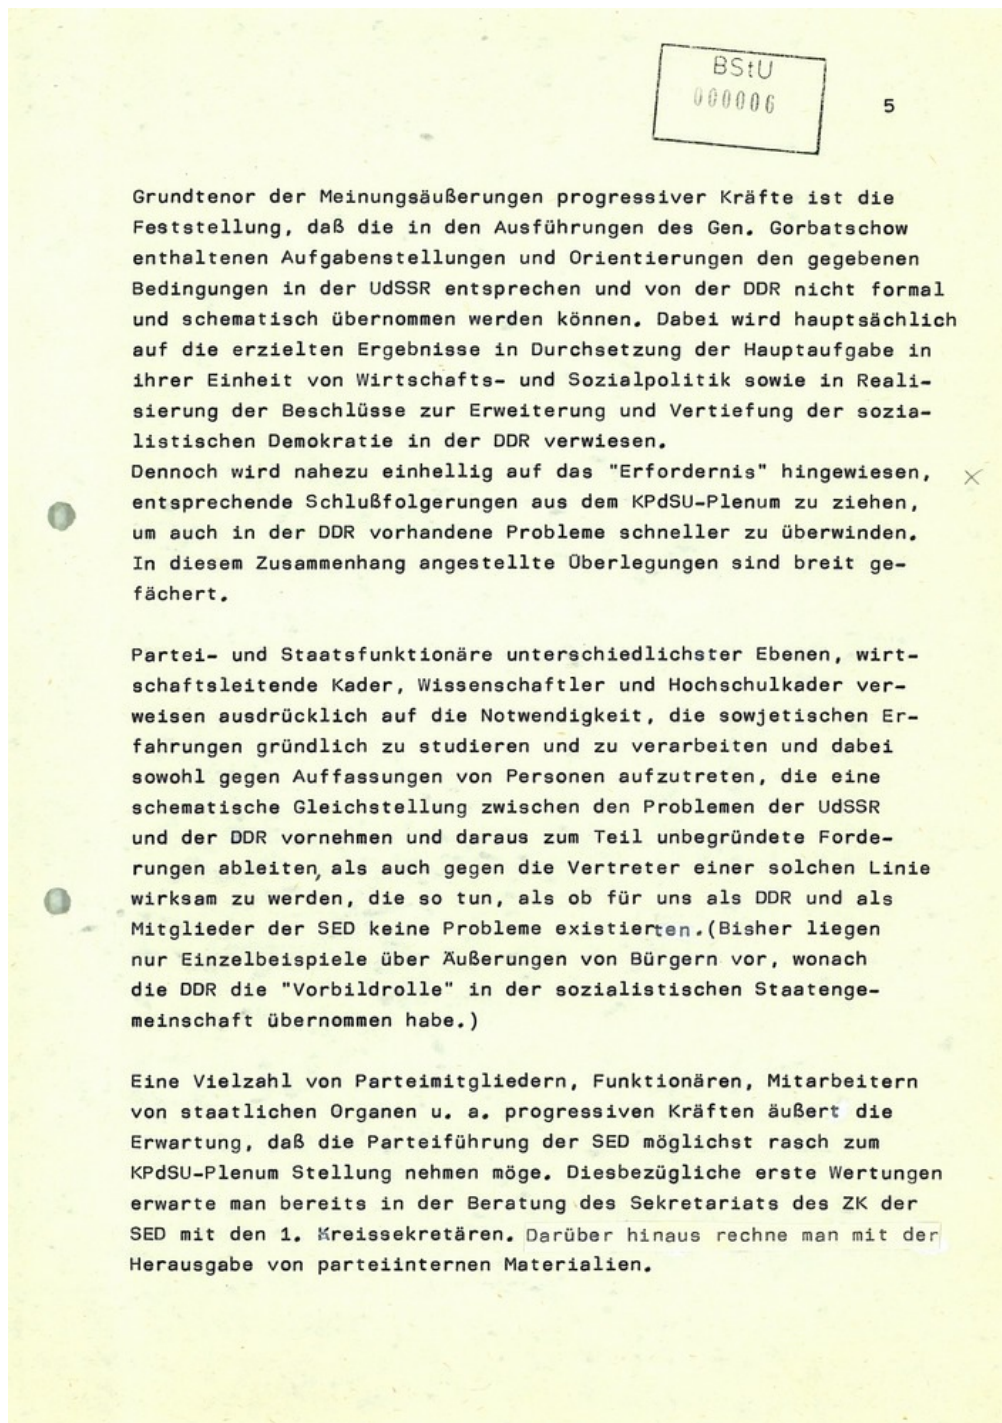 BStU
000006
5
Grundtenor der Meinungsäußerungen progressiver Kräfte ist die
Feststellung, daß die in den Ausführungen des Gen. Gorbatschow
enthaltenen Aufgabenstellungen und Orientierungen den gegebenen
Bedingungen in der UdSSR entsprechen und von der DDR nicht formal
und schematisch übernommen werden können. Dabei wird hauptsächlich
auf die erzielten Ergebnisse in Durchsetzung der Hauptaufgabe in
ihrer Einheit von Wirtschafts- und Sozialpolitik sowie in Reali-
sierung der Beschlüsse zur Erweiterung und Vertiefung der sozia-
listischen Demokratie in der DDR verwiesen.
Dennoch wird nahezu einhellig auf das "Erfordernis" hingewiesen,
entsprechende Schlußfolgerungen aus dem KPdSU-Plenum zu ziehen,
um auch in der DDR vorhandene Probleme schneller zu überwinden.
In diesem Zusammenhang angestellte Überlegungen sind breit ge-
fächert.
Partei- und Staatsfunktionäre unterschiedlichster Ebenen, wirt-
schaftsleitende Kader, Wissenschaftler und Hochschulkader ver-
weisen ausdrücklich auf die Notwendigkeit, die sowjetischen Er-
fahrungen gründlich zu studieren und zu verarbeiten und dabei
sowohl gegen Auffassungen von Personen aufzutreten, die eine
schematische Gleichstellung zwischen den Problemen der UdSSR
und der DDR vornehmen und daraus zum Teil unbegründete Forde-
rungen ableiten, als auch gegen die Vertreter einer solchen Linie
wirksam zu werden, die so tun, als ob für uns als DDR und als
Mitglieder der SED keine Probleme existierten.(Bisher liegen
nur Einzelbeispiele über Äußerungen von Bürgern vor, wonach
die DDR die "Vorbildrolle" in der sozialistischen Staatenge-
meinschaft übernommen habe.)
Eine Vielzahl von Parteimitgliedern, Funktionären, Mitarbeitern
von staatlichen Organen u. a. progressiven Kräften äußert die
Erwartung, daß die Parteiführung der SED möglichst rasch zum
KPdSU-Plenum Stellung nehmen möge. Diesbezügliche erste Wertungen
erwarte man bereits in der Beratung des Sekretariats des ZK der
SED mit den 1. Kreissekretären. Darüber hinaus rechne man mit der
Herausgabe von parteiinternen Materialien.